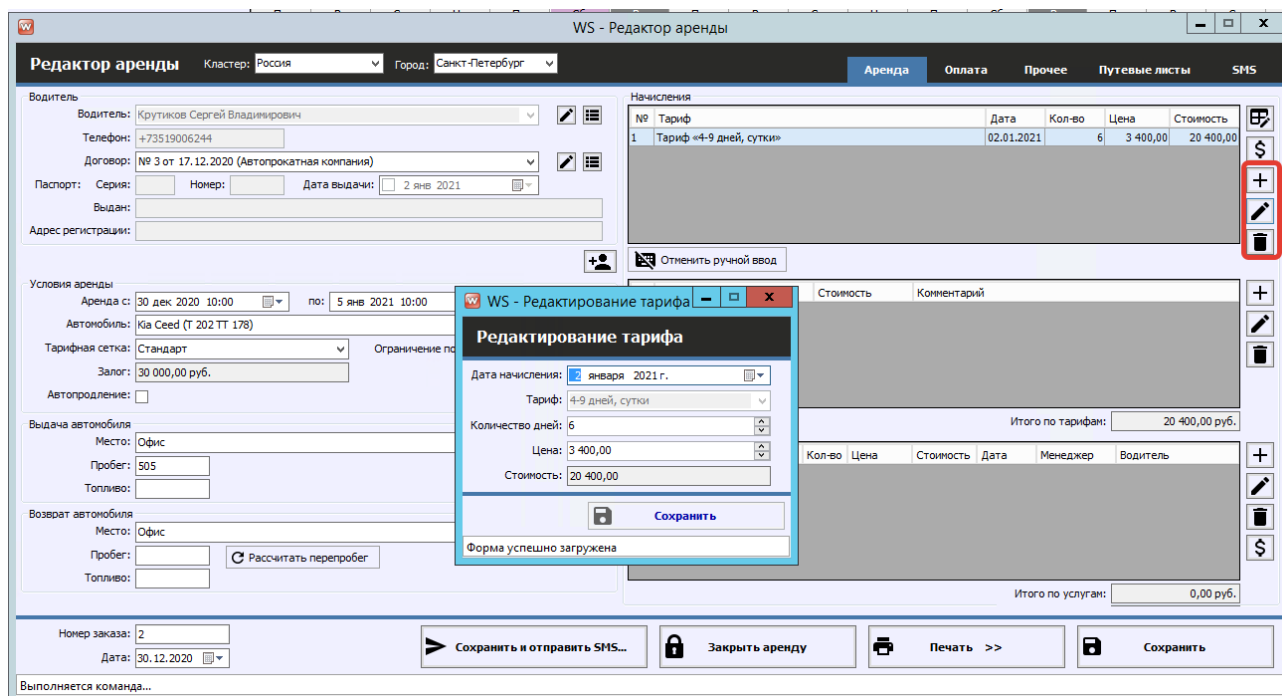 WS - Редактор аренды
Редактор аренды
Кластер: Россия
Город: Санкт-Петербург
Аренда Оплата Прочее Путевые листы SMS
Водитель
Водитель: Крутиков Сергей Владимирович
Телефон: +73519006244
Договор: № 3 от 17.12.2020 (Автопрокатная компания)
Паспорт: Серия: Номер: Дата выдачи: 2 янв 2021
Выдан:
Адрес регистрации:
Условия аренды
Аренда с: 30 дек 2020 10:00 по: 5 янв 2021 10:00
Автомобиль: Kia Ceed (Т 202 ТТ 178)
Тарифная сетка: Стандарт Ограничение по
Залог: 30 000,00 руб.
Автопродление:
Выдача автомобиля
Место: Офис
Пробег: 505
Топливо:
Возврат автомобиля
Место: Офис
Пробег: Рассчитать перепробег
Топливо:
Начисления
№ Тариф Дата Кол-во Цена Стоимость
1 Тариф «4-9 дней, сутки» 02.01.2021 6 3 400,00 20 400,00
Отменить ручной ввод
Стоимость Комментарий
Итого по тарифам: 20 400,00 руб.
Кол-во Цена Стоимость Дата Менеджер Водитель
Итого по услугам: 0,00 руб.
WS - Редактирование тарифа
Редактирование тарифа
Дата начисления: 2 января 2021 г.
Тариф: 4-9 дней, сутки
Количество дней: 6
Цена: 3 400,00
Стоимость: 20 400,00
Сохранить
Форма успешно загружена
Номер заказа: 2
Дата: 30.12.2020
Сохранить и отправить SMS...
Закрыть аренду
Печать >>
Сохранить
Выполняется команда...